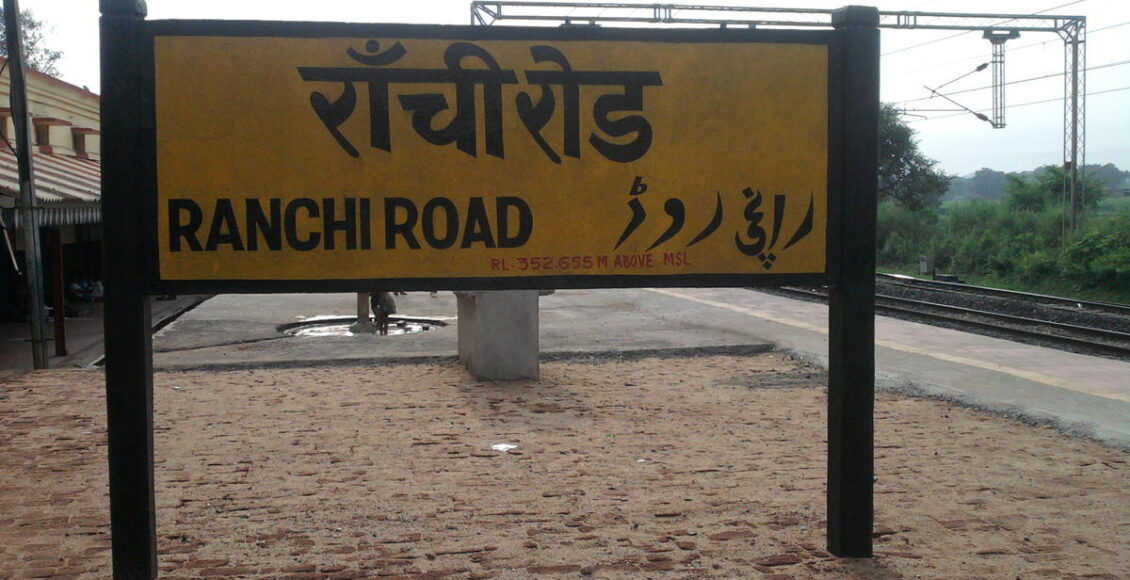 राँची रोड
RANCHI ROAD
رانچی روڈ
RL. 352.655 M ABOVE MSL